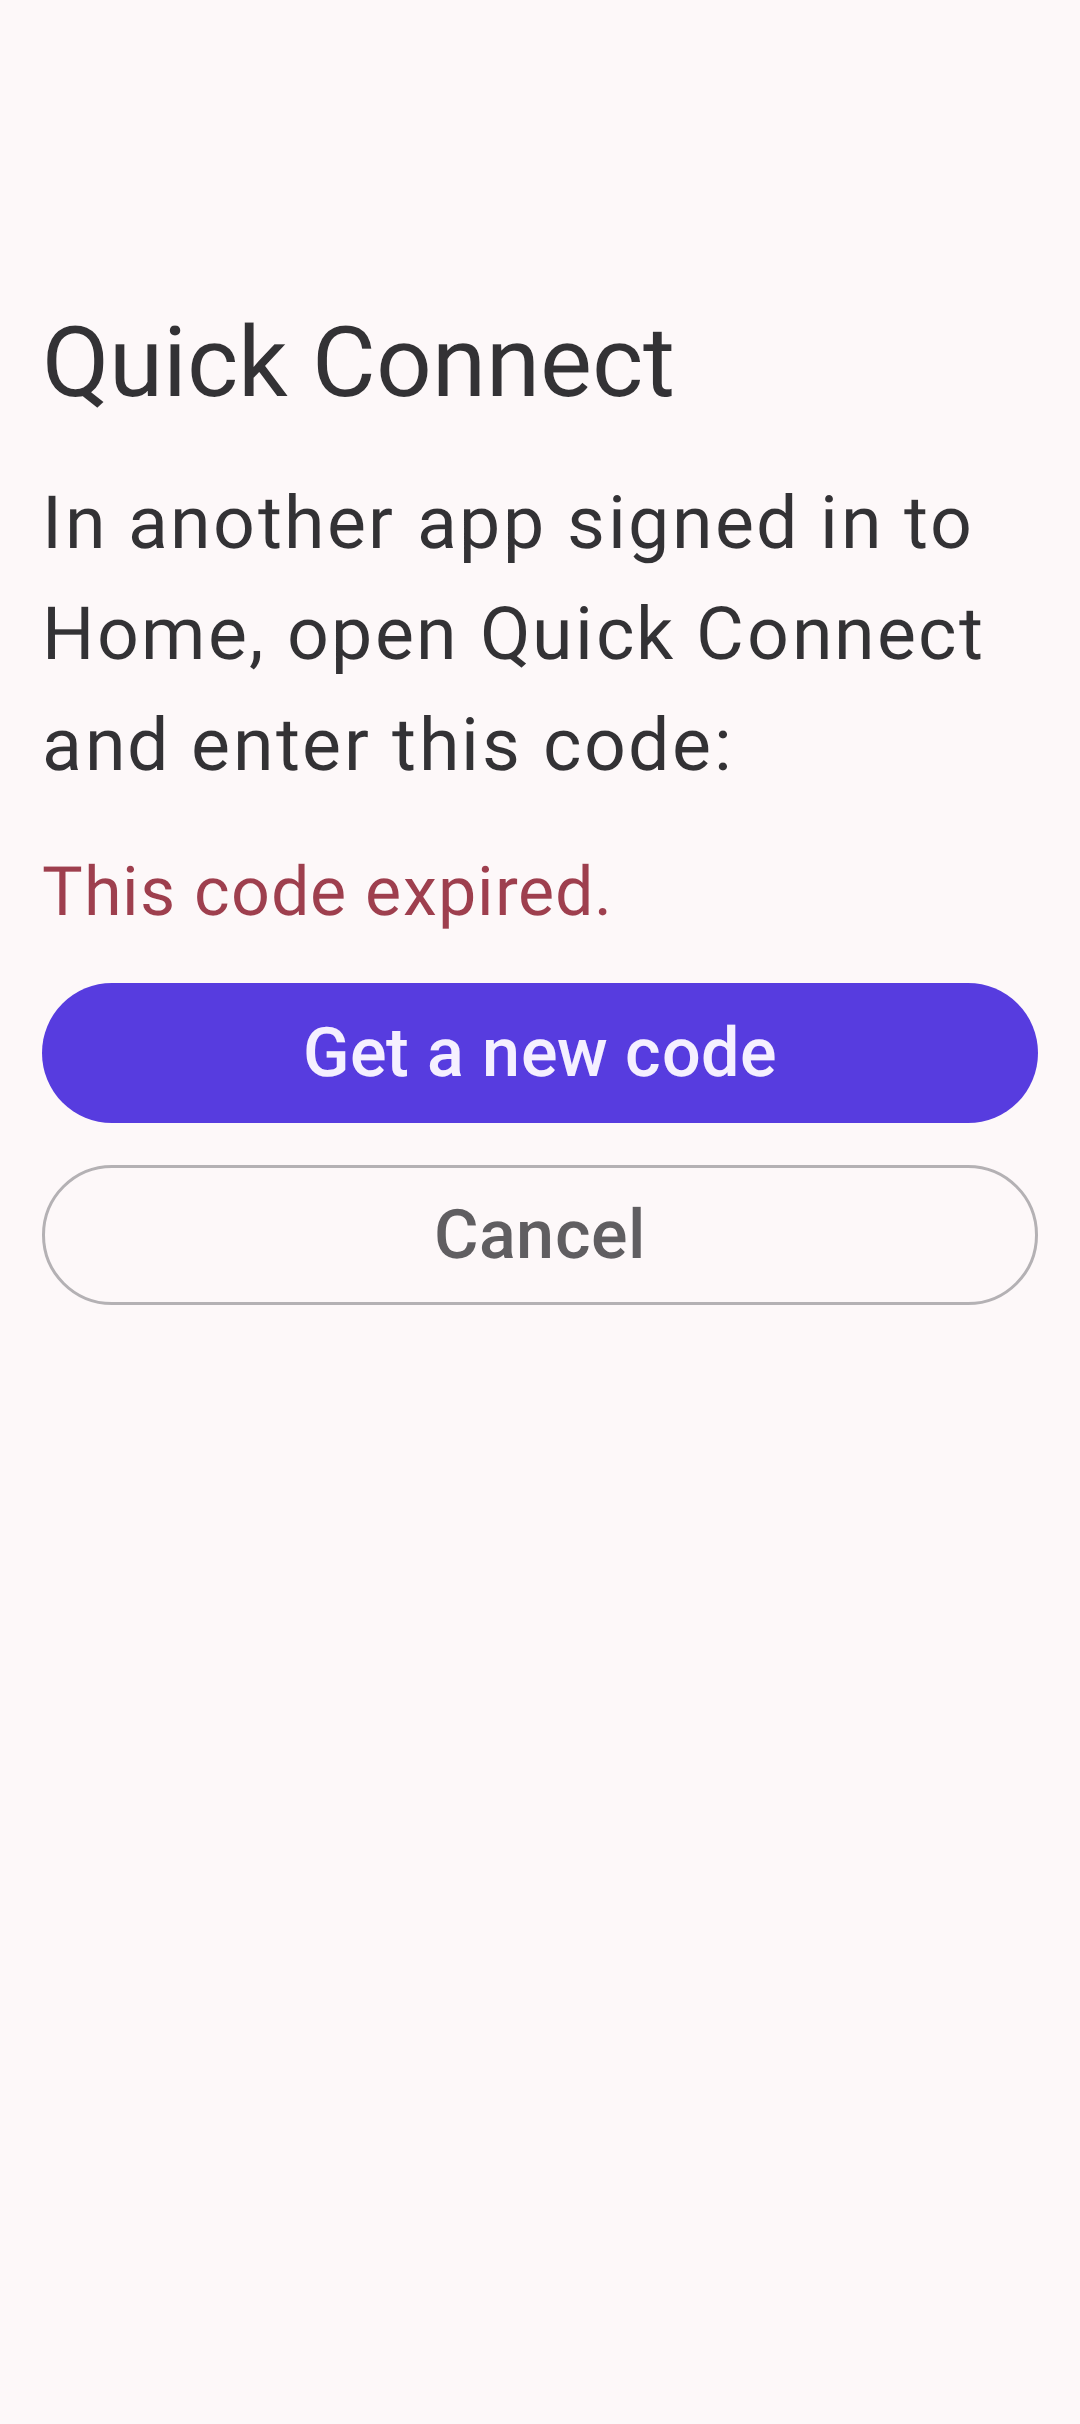 Quick Connect
In another app signed in to
Home, open Quick Connect
and enter this code:
This code expired.
Get a new code
Cancel